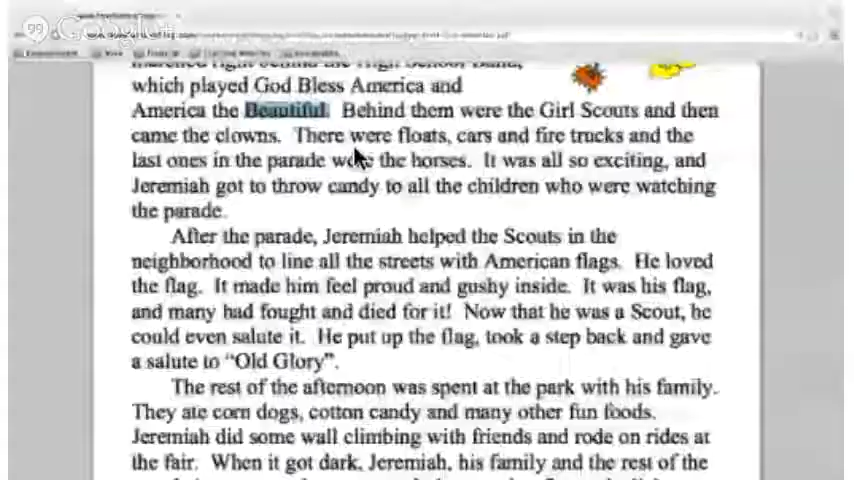 Google+
marched right behind the High School Band,
which played God Bless America and
America the Beautiful. Behind them were the Girl Scouts and then
came the clowns. There were floats, cars and fire trucks and the
last ones in the parade were the horses. It was all so exciting, and
Jeremiah got to throw candy to all the children who were watching
the parade.
After the parade, Jeremiah helped the Scouts in the
neighborhood to line all the streets with American flags. He loved
the flag. It made him feel proud and gushy inside. It was his flag,
and many had fought and died for it! Now that he was a Scout, he
could even salute it. He put up the flag, took a step back and gave
a salute to “Old Glory”.
The rest of the afternoon was spent at the park with his family.
They ate corn dogs, cotton candy and many other fun foods.
Jeremiah did some wall climbing with friends and rode on rides at
the fair. When it got dark, Jeremiah, his family and the rest of the